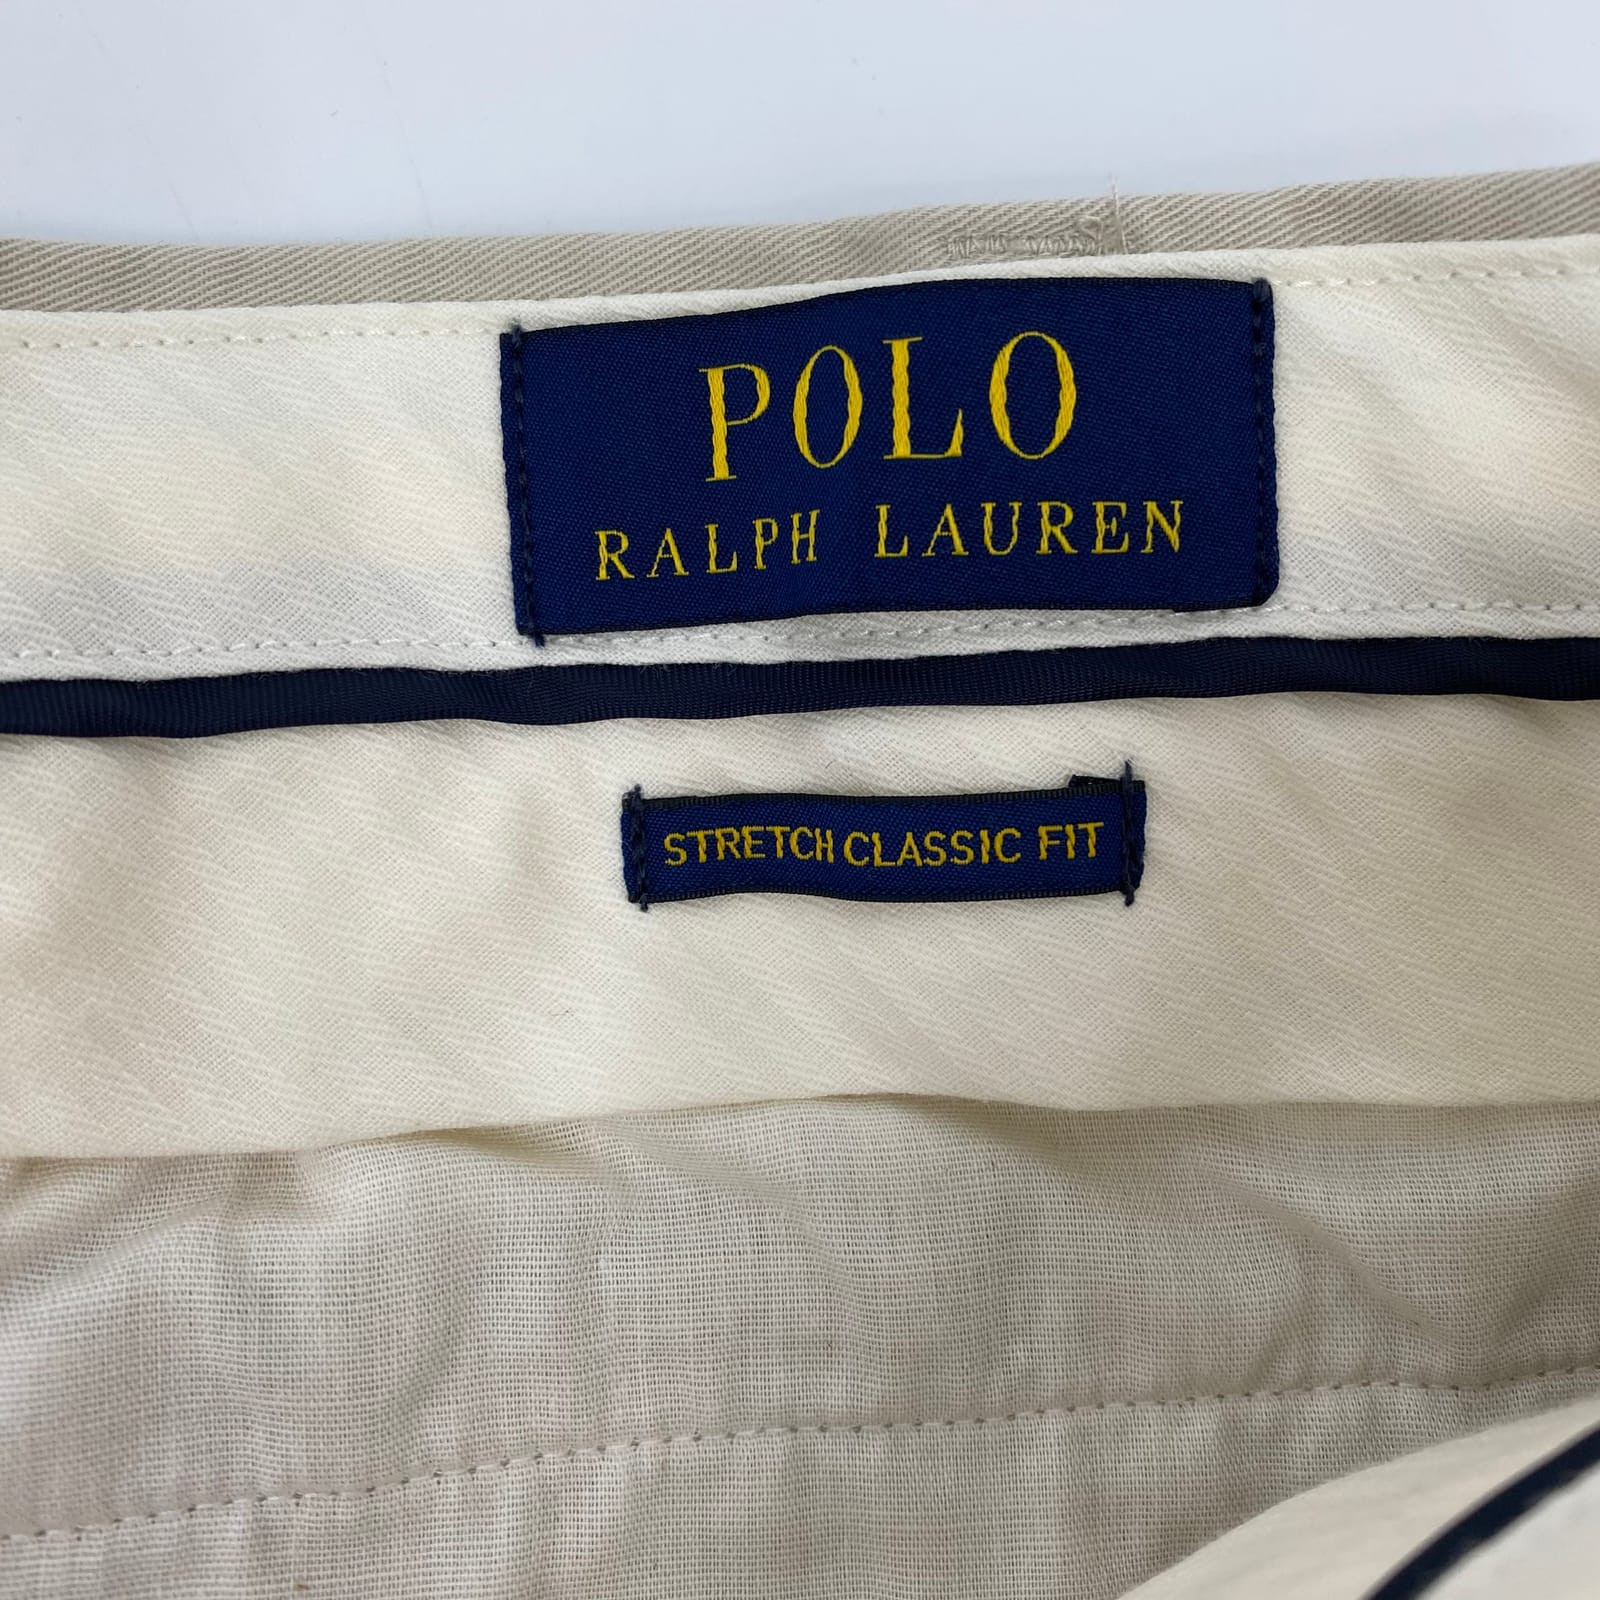 POLO
RALPH LAUREN
STRETCH CLASSIC FIT